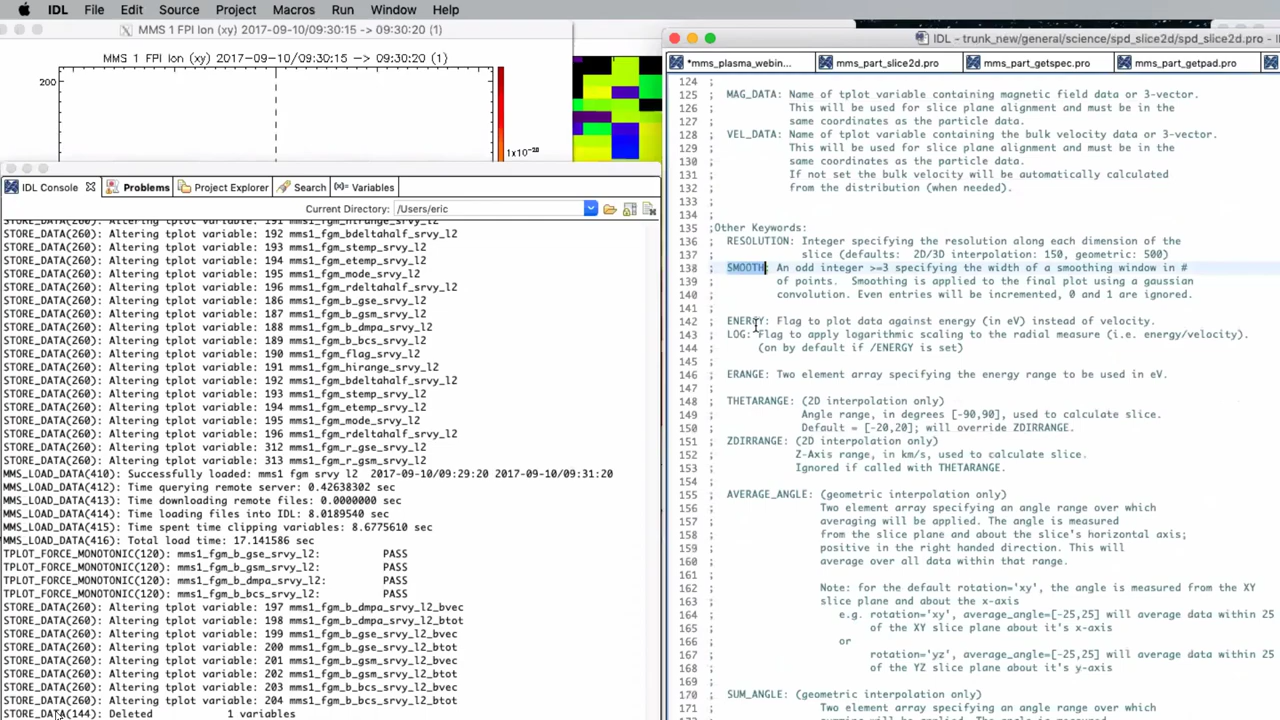 IDL File Edit Source Project Macros Run Window Help
MMS 1 FPI Ion (xy) 2017-09-10/09:30:15 -> 09:30:20 (1)
MMS 1 FPI Ion (xy) 2017-09-10/09:30:15 -> 09:30:20 (1)
200
1x10⁻²⁰
IDL Console Problems Project Explorer Search Variables
Current Directory: /Users/eric
STORE_DATA(260): Altering tplot variable: 191 mms1_fgm_hirange_srvy_l2
STORE_DATA(260): Altering tplot variable: 192 mms1_fgm_bdeltahalf_srvy_l2
STORE_DATA(260): Altering tplot variable: 193 mms1_fgm_stemp_srvy_l2
STORE_DATA(260): Altering tplot variable: 194 mms1_fgm_etemp_srvy_l2
STORE_DATA(260): Altering tplot variable: 195 mms1_fgm_mode_srvy_l2
STORE_DATA(260): Altering tplot variable: 196 mms1_fgm_rdeltahalf_srvy_l2
STORE_DATA(260): Altering tplot variable: 186 mms1_fgm_b_gse_srvy_l2
STORE_DATA(260): Altering tplot variable: 187 mms1_fgm_b_gsm_srvy_l2
STORE_DATA(260): Altering tplot variable: 188 mms1_fgm_b_dmpa_srvy_l2
STORE_DATA(260): Altering tplot variable: 189 mms1_fgm_b_bcs_srvy_l2
STORE_DATA(260): Altering tplot variable: 190 mms1_fgm_flag_srvy_l2
STORE_DATA(260): Altering tplot variable: 191 mms1_fgm_hirange_srvy_l2
STORE_DATA(260): Altering tplot variable: 192 mms1_fgm_bdeltahalf_srvy_l2
STORE_DATA(260): Altering tplot variable: 193 mms1_fgm_stemp_srvy_l2
STORE_DATA(260): Altering tplot variable: 194 mms1_fgm_etemp_srvy_l2
STORE_DATA(260): Altering tplot variable: 195 mms1_fgm_mode_srvy_l2
STORE_DATA(260): Altering tplot variable: 196 mms1_fgm_rdeltahalf_srvy_l2
STORE_DATA(260): Altering tplot variable: 312 mms1_fgm_r_gse_srvy_l2
STORE_DATA(260): Altering tplot variable: 313 mms1_fgm_r_gsm_srvy_l2
MMS_LOAD_DATA(410): Successfully loaded: mms1 fgm srvy l2 2017-09-10/09:29:20 2017-09-10/09:31:20
MMS_LOAD_DATA(412): Time querying remote server: 0.42638302 sec
MMS_LOAD_DATA(413): Time downloading remote files: 0.0000000 sec
MMS_LOAD_DATA(414): Time loading files into IDL: 8.0189540 sec
MMS_LOAD_DATA(415): Time spent time clipping variables: 8.6775610 sec
MMS_LOAD_DATA(416): Total load time: 17.141586 sec
TPLOT_FORCE_MONOTONIC(120): mms1_fgm_b_gse_srvy_l2: PASS
TPLOT_FORCE_MONOTONIC(120): mms1_fgm_b_gsm_srvy_l2: PASS
TPLOT_FORCE_MONOTONIC(120): mms1_fgm_b_dmpa_srvy_l2: PASS
TPLOT_FORCE_MONOTONIC(120): mms1_fgm_b_bcs_srvy_l2: PASS
STORE_DATA(260): Altering tplot variable: 197 mms1_fgm_b_dmpa_srvy_l2_bvec
STORE_DATA(260): Altering tplot variable: 198 mms1_fgm_b_dmpa_srvy_l2_btot
STORE_DATA(260): Altering tplot variable: 199 mms1_fgm_b_gse_srvy_l2_bvec
STORE_DATA(260): Altering tplot variable: 200 mms1_fgm_b_gse_srvy_l2_btot
STORE_DATA(260): Altering tplot variable: 201 mms1_fgm_b_gsm_srvy_l2_bvec
STORE_DATA(260): Altering tplot variable: 202 mms1_fgm_b_gsm_srvy_l2_btot
STORE_DATA(260): Altering tplot variable: 203 mms1_fgm_b_bcs_srvy_l2_bvec
STORE_DATA(260): Altering tplot variable: 204 mms1_fgm_b_bcs_srvy_l2_btot
STORE_DATA(144): Deleted 1 variables
IDL – trunk_new/general/science/spd_slice2d/spd_slice2d.pro –
*mms_plasma_webin... mms_part_slice2d.pro mms_part_getspec.pro mms_part_getpad.pro
124 ;
125 ; MAG_DATA: Name of tplot variable containing magnetic field data or 3-vector.
126 ; This will be used for slice plane alignment and must be in the
127 ; same coordinates as the particle data.
128 ; VEL_DATA: Name of tplot variable containing the bulk velocity data or 3-vector.
129 ; This will be used for slice plane alignment and must be in the
130 ; same coordinates as the particle data.
131 ; If not set the bulk velocity will be automatically calculated
132 ; from the distribution (when needed).
133 ;
134 ;
135 ;Other Keywords:
136 ; RESOLUTION: Integer specifying the resolution along each dimension of the
137 ; slice (defaults: 2D/3D interpolation: 150, geometric: 500)
138 ; SMOOTH: An odd integer >=3 specifying the width of a smoothing window in #
139 ; of points. Smoothing is applied to the final plot using a gaussian
140 ; convolution. Even entries will be incremented, 0 and 1 are ignored.
141 ;
142 ; ENERGY: Flag to plot data against energy (in eV) instead of velocity.
143 ; LOG: Flag to apply logarithmic scaling to the radial measure (i.e. energy/velocity).
144 ; (on by default if /ENERGY is set)
145 ;
146 ; ERANGE: Two element array specifying the energy range to be used in eV.
147 ;
148 ; THETARANGE: (2D interpolation only)
149 ; Angle range, in degrees [-90,90], used to calculate slice.
150 ; Default = [-20,20]; will override ZDIRRANGE.
151 ; ZDIRRANGE: (2D interpolation only)
152 ; Z-Axis range, in km/s, used to calculate slice.
153 ; Ignored if called with THETARANGE.
154 ;
155 ; AVERAGE_ANGLE: (geometric interpolation only)
156 ; Two element array specifying an angle range over which
157 ; averaging will be applied. The angle is measured
158 ; from the slice plane and about the slice's horizontal axis;
159 ; positive in the right handed direction. This will
160 ; average over all data within that range.
161 ;
162 ; Note: for the default rotation='xy', the angle is measured from the XY
163 ; slice plane and about the x-axis
164 ; e.g. rotation='xy', average_angle=[-25,25] will average data within 25
165 ; of the XY slice plane about it's x-axis
166 ; or
167 ; rotation='yz', average_angle=[-25,25] will average data within 25
168 ; of the YZ slice plane about it's y-axis
169 ;
170 ; SUM_ANGLE: (geometric interpolation only)
171 ; Two element array specifying an angle range over which